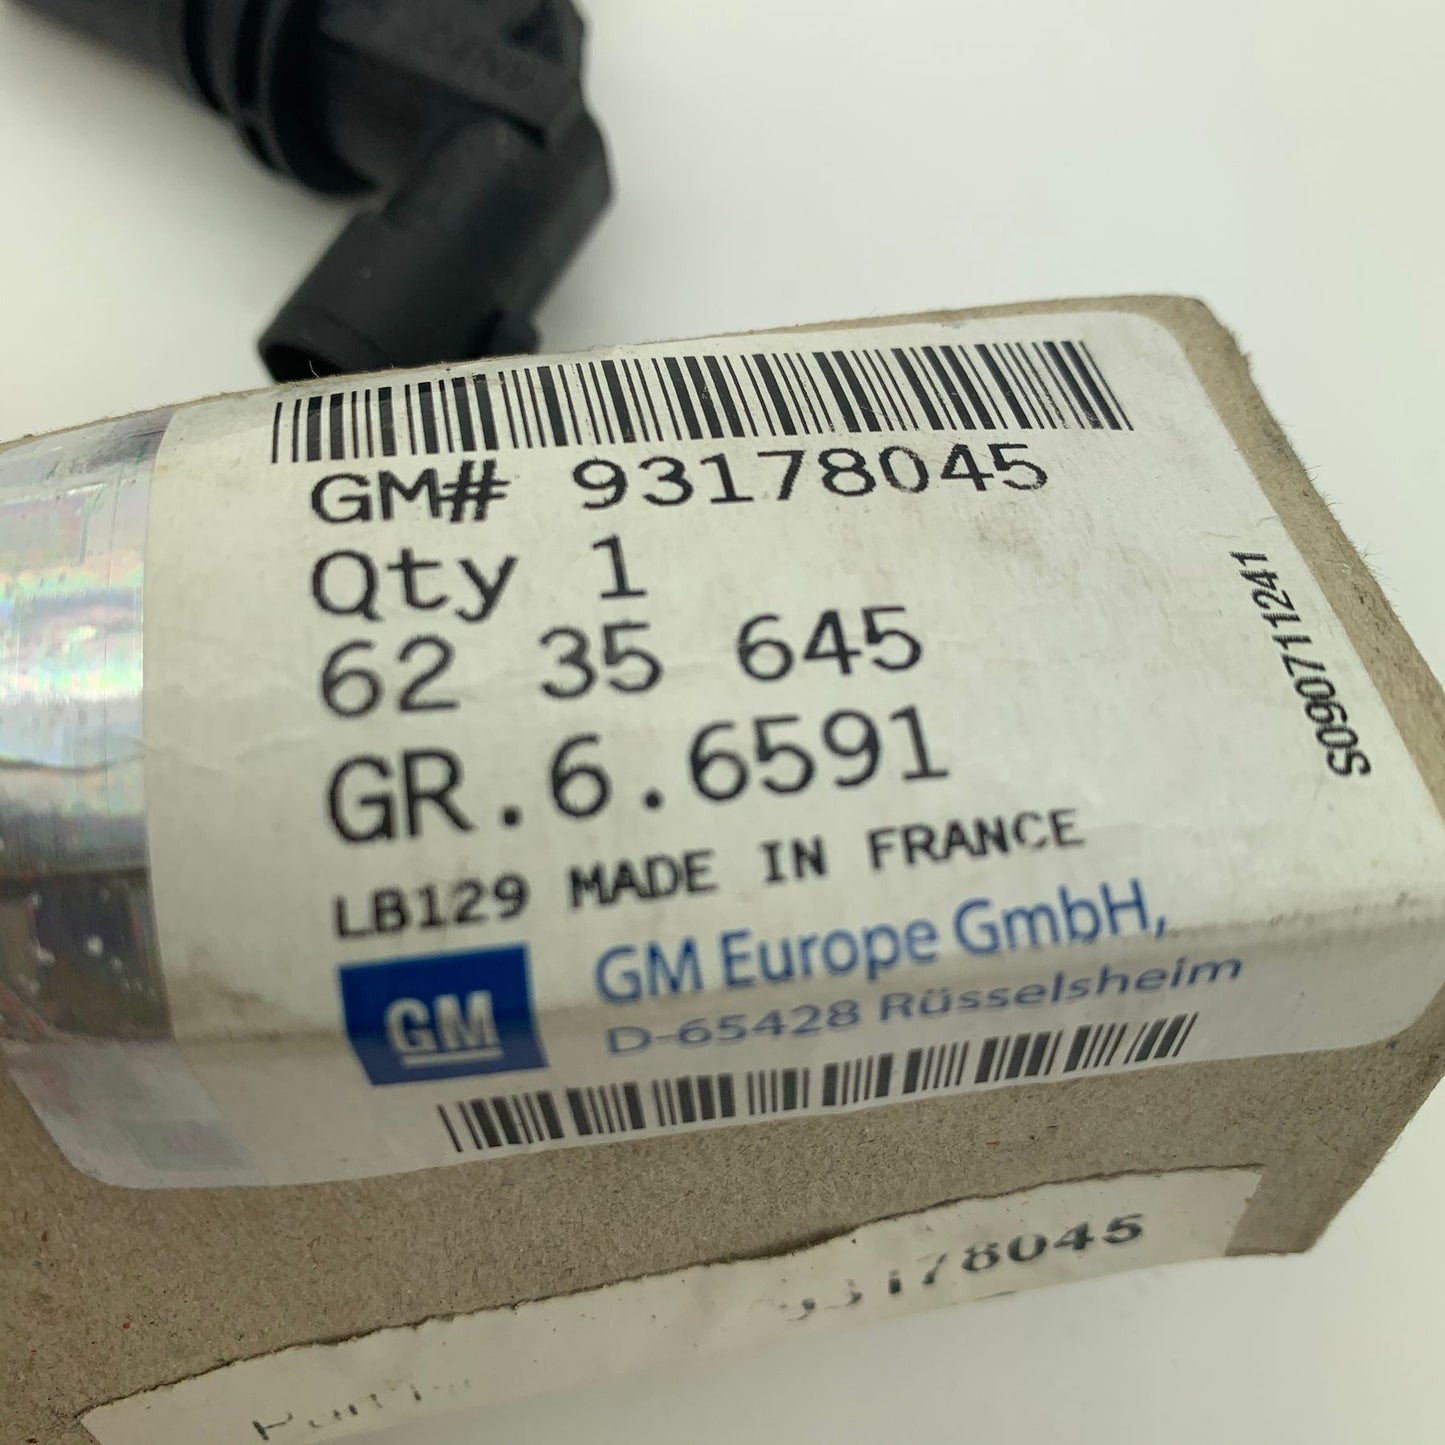 GM# 93178045
Qty 1
62 35 645
GR.6.6591
LB129 MADE IN FRANCE
GM
GM Europe GmbH,
D-65428 Rüsselsheim
S090711241
93178045